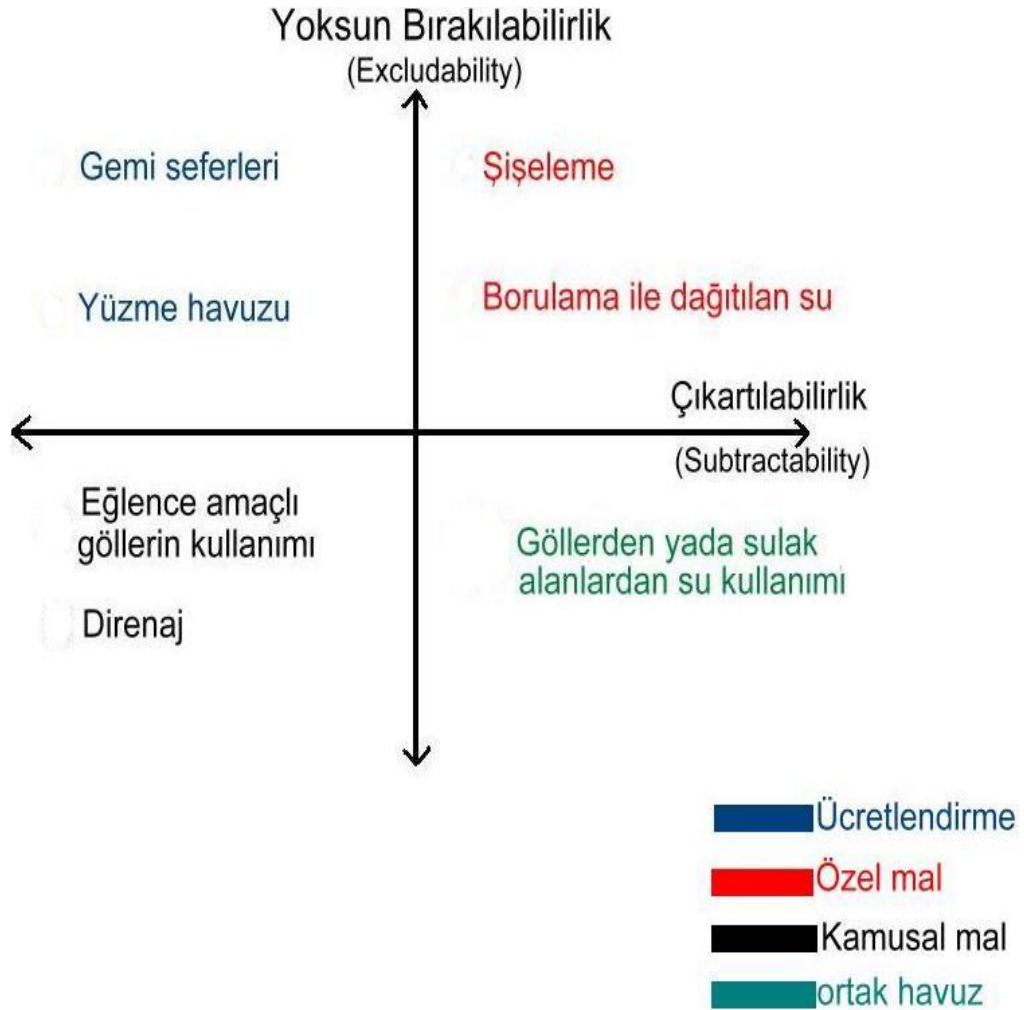 Yoksun Bırakılabilirlik
(Excludability)
Gemi seferleri
Şişeleme
Yüzme havuzu
Borulama ile dağıtılan su
Çıkartılabilirlik
(Subtractability)
Eğlence amaçlı
göllerin kullanımı
Göllerden yada sulak
alanlardan su kullanımi
Direnaj
Ücretlendirme
Özel mal
Kamusal mal
ortak havuz